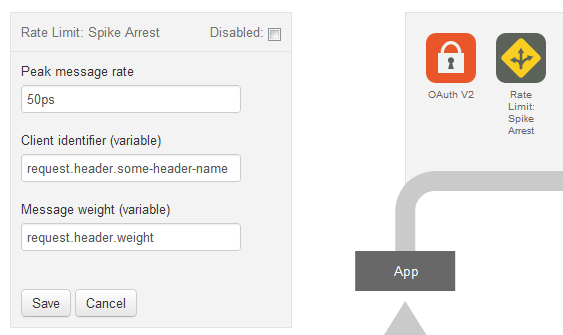 Rate Limit: Spike Arrest
Disabled:
Peak message rate
50ps
Client identifier (variable)
request.header.some-header-name
Message weight (variable)
request.header.weight
Save
Cancel
OAuth V2
Rate
Limit:
Spike
Arrest
App